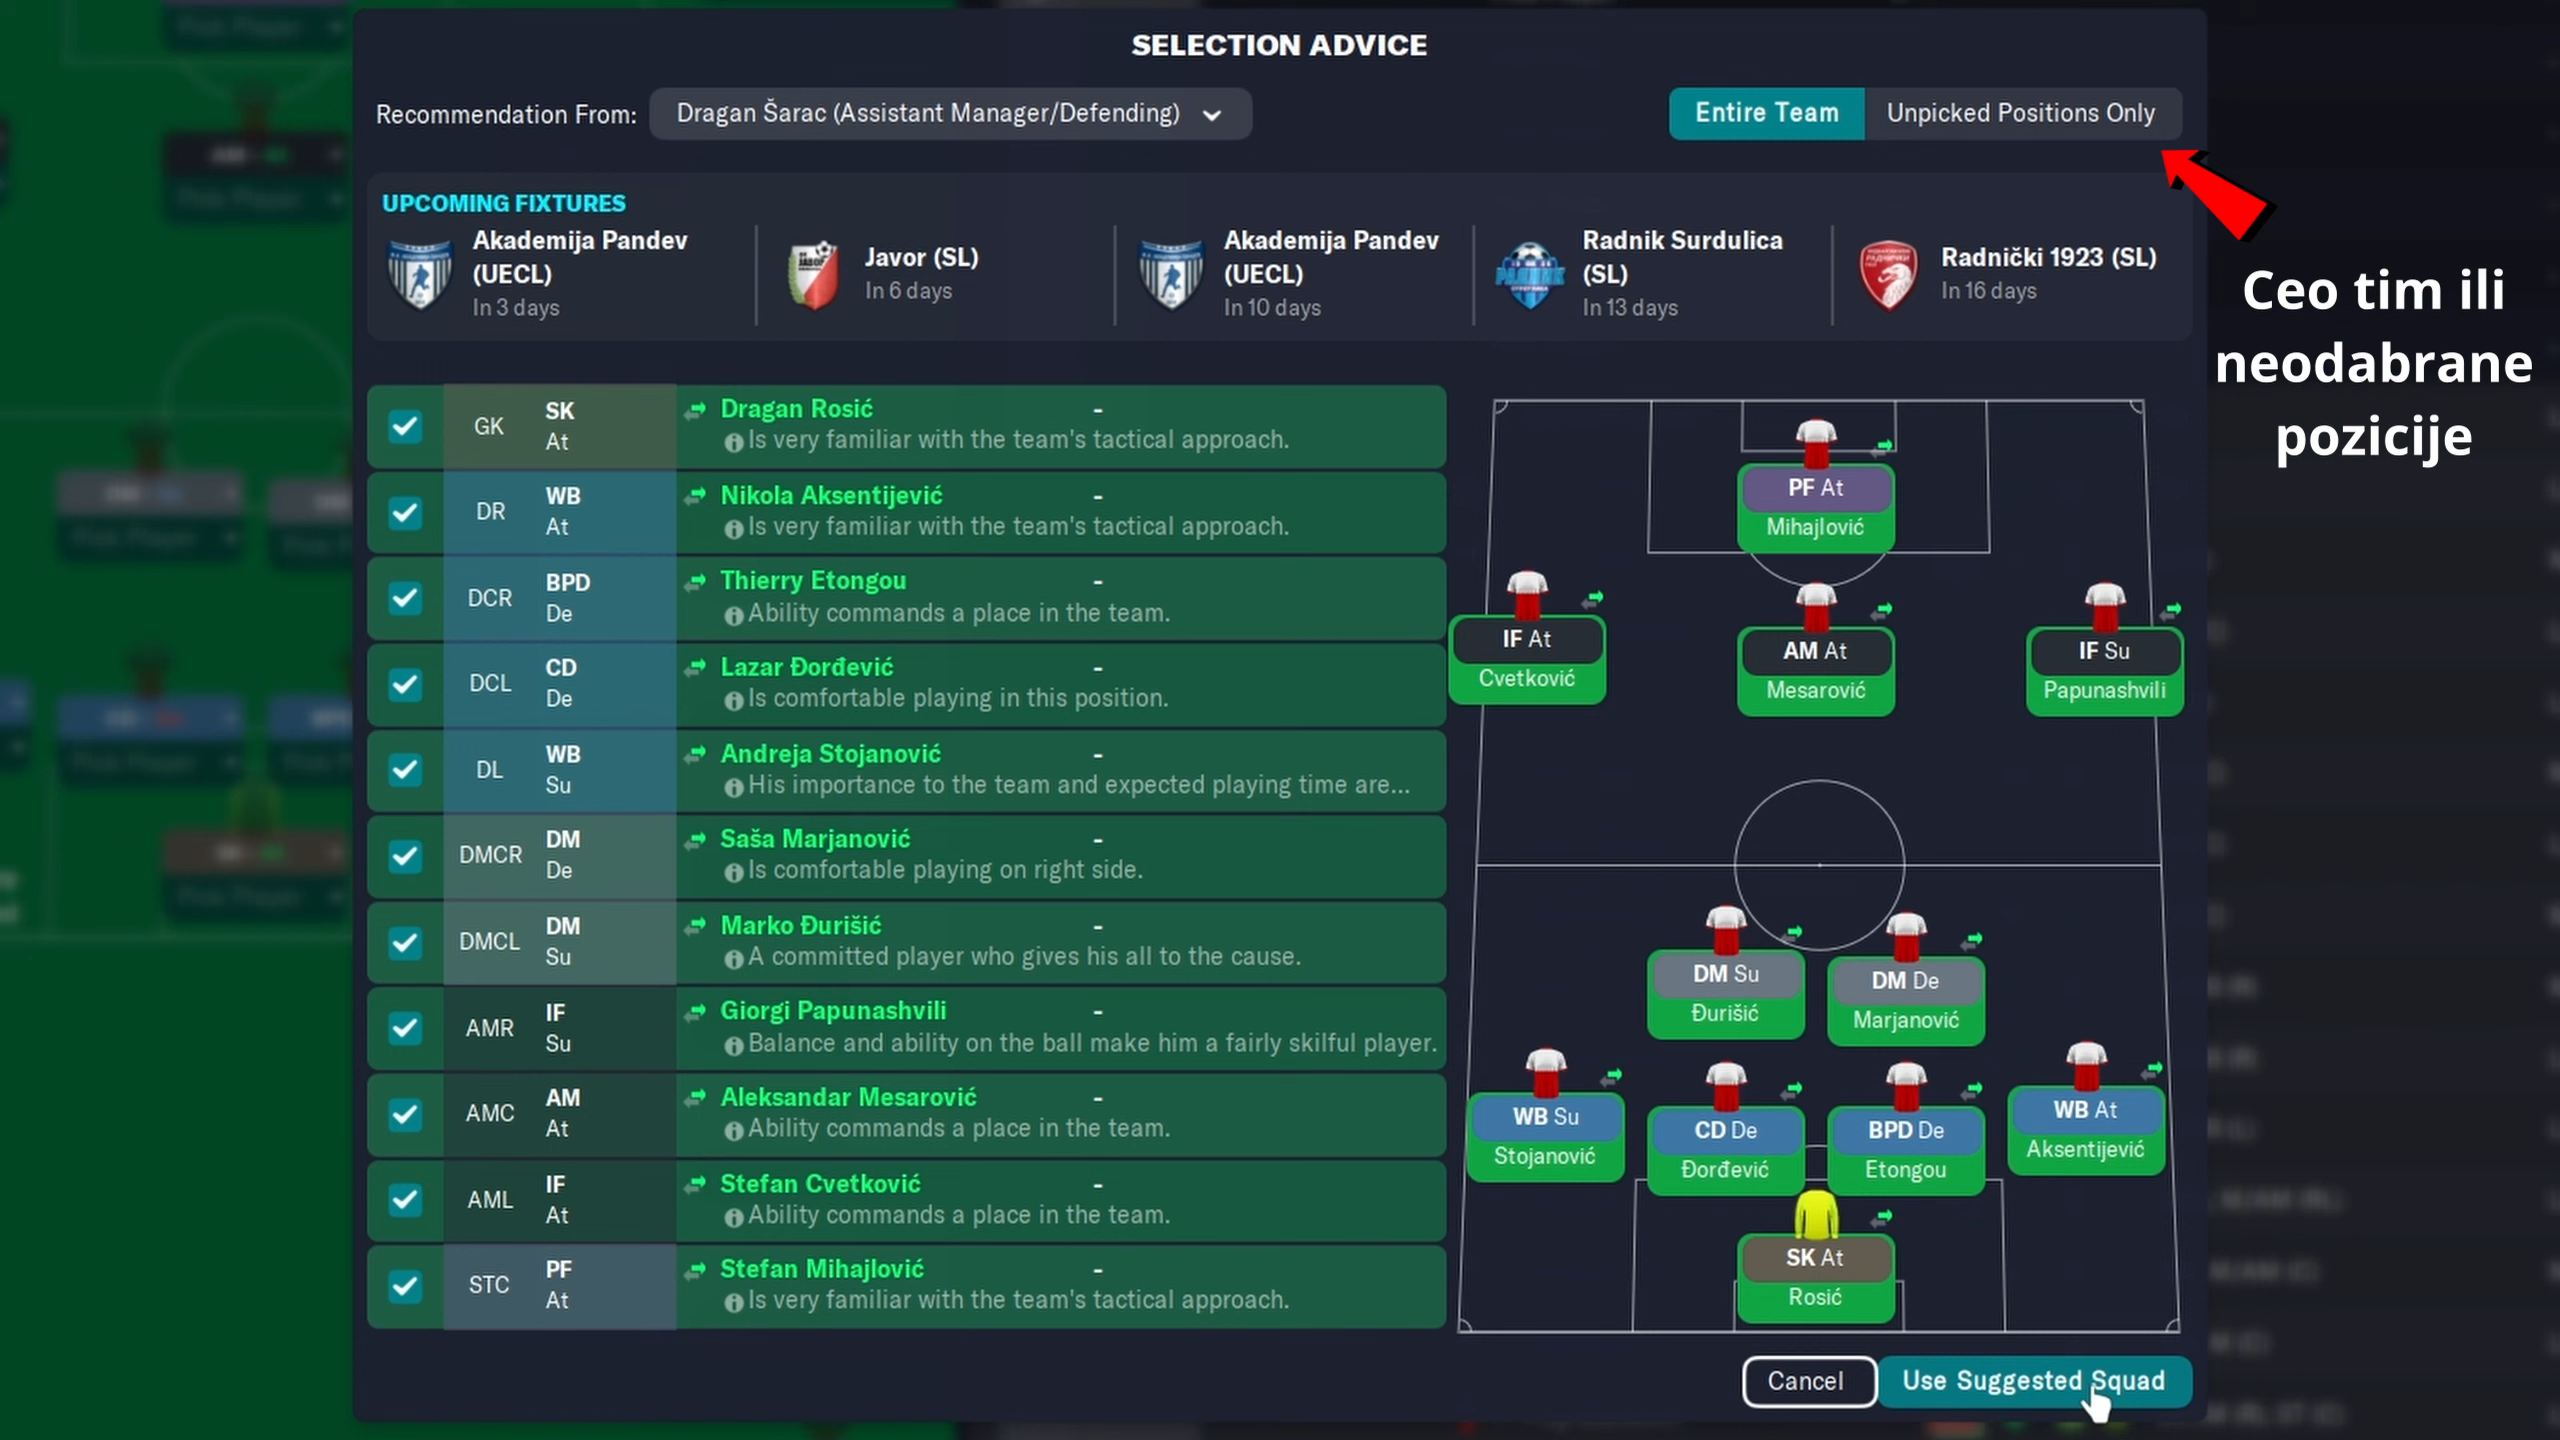 SELECTION ADVICE
Recommendation From: Dragan Šarac (Assistant Manager/Defending)
Entire Team Unpicked Positions Only
UPCOMING FIXTURES
Akademija Pandev
(UECL)
In 3 days
Javor (SL)
In 6 days
Akademija Pandev
(UECL)
In 10 days
Radnik Surdulica
(SL)
In 13 days
Radnički 1923 (SL)
In 16 days
Ceo tim ili
neodabrane
pozicije
GK SK At Dragan Rosić -
Is very familiar with the team's tactical approach.
DR WB At Nikola Aksentijević -
Is very familiar with the team's tactical approach.
DCR BPD De Thierry Etongou -
Ability commands a place in the team.
DCL CD De Lazar Đorđević -
Is comfortable playing in this position.
DL WB Su Andreja Stojanović -
His importance to the team and expected playing time are...
DMCR DM De Saša Marjanović -
Is comfortable playing on right side.
DMCL DM Su Marko Đurišić -
A committed player who gives his all to the cause.
AMR IF Su Giorgi Papunashvili -
Balance and ability on the ball make him a fairly skilful player.
AMC AM At Aleksandar Mesarović -
Ability commands a place in the team.
AML IF At Stefan Cvetković -
Ability commands a place in the team.
STC PF At Stefan Mihajlović -
Is very familiar with the team's tactical approach.
PF At
Mihajlović
IF At
Cvetković
AM At
Mesarović
IF Su
Papunashvili
DM Su
Đurišić
DM De
Marjanović
WB Su
Stojanović
CD De
Đorđević
BPD De
Etongou
WB At
Aksentijević
SK At
Rosić
Cancel
Use Suggested Squad